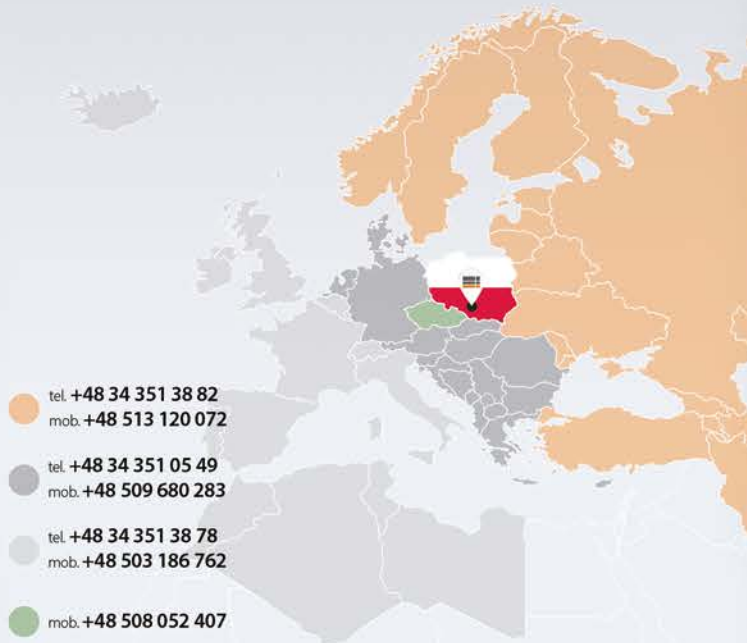 tel. +48 34 351 38 82
mob. +48 513 120 072
tel. +48 34 351 05 49
mob. +48 509 680 283
tel. +48 34 351 38 78
mob. +48 503 186 762
mob. +48 508 052 407